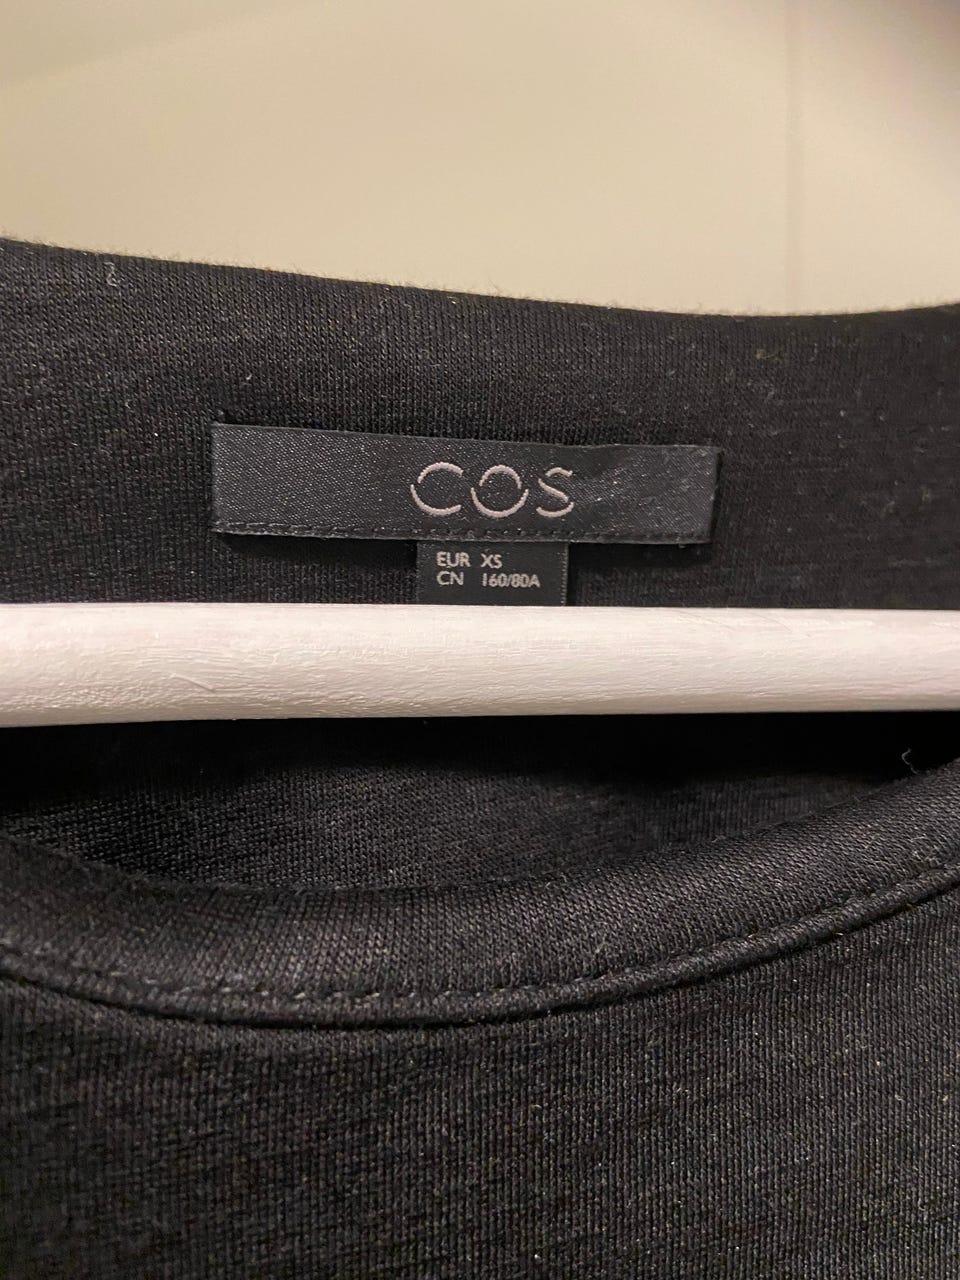 COS
EUR XS
CN 160/80A